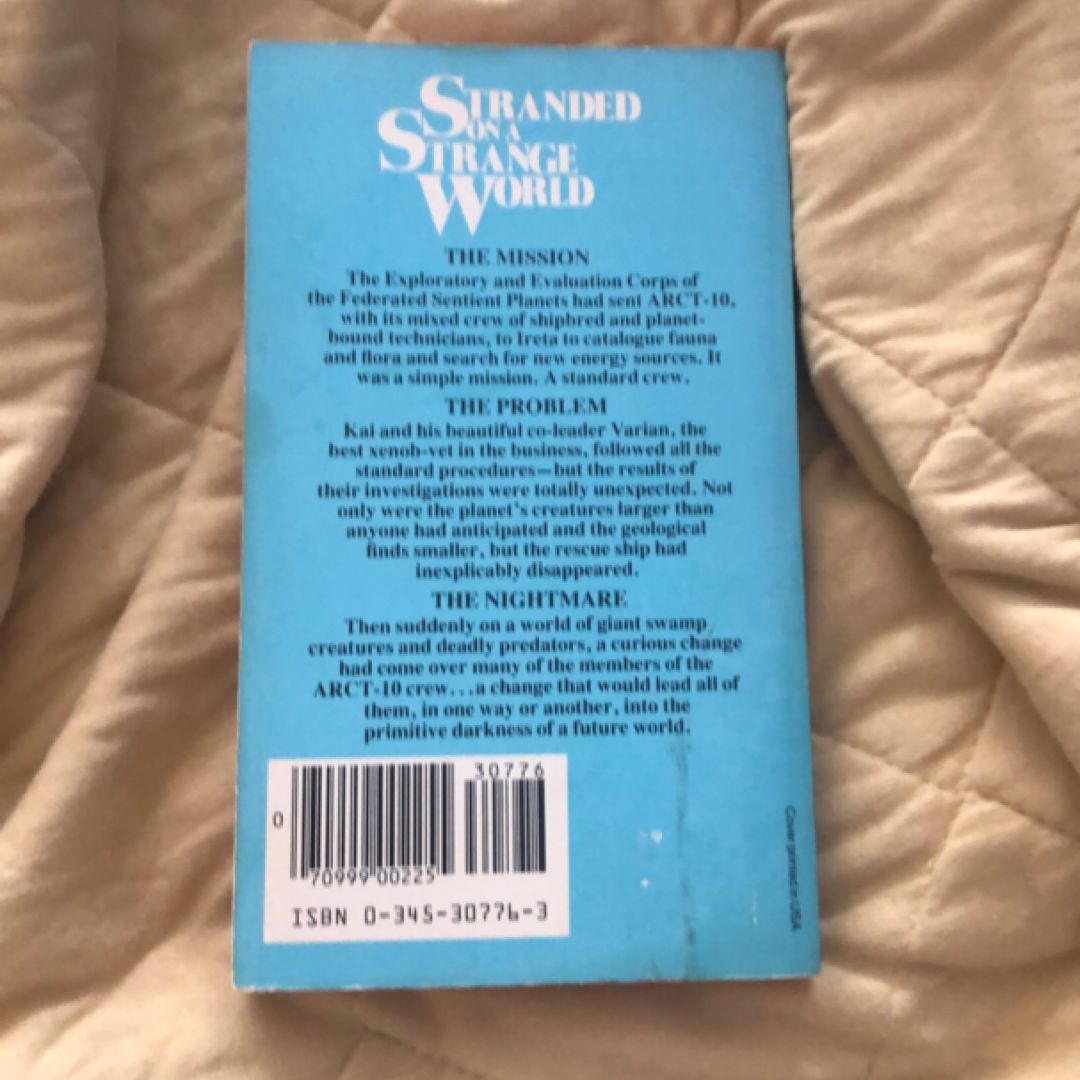 STRANDED
ON A
STRANGE
WORLD
THE MISSION
The Exploratory and Evaluation Corps of
the Federated Sentient Planets had sent ARCT-10,
with its mixed crew of shipbred and planet-
bound technicians, to Ireta to catalogue fauna
and flora and search for new energy sources. It
was a simple mission. A standard crew.
THE PROBLEM
Kai and his beautiful co-leader Varian, the
best xenob-vet in the business, followed all the
standard procedures—but the results of
their investigations were totally unexpected. Not
only were the planet's creatures larger than
anyone had anticipated and the geological
finds smaller, but the rescue ship had
inexplicably disappeared.
THE NIGHTMARE
Then suddenly on a world of giant swamp
creatures and deadly predators, a curious change
had come over many of the members of the
ARCT-10 crew...a change that would lead all of
them, in one way or another, into the
primitive darkness of a future world.
30776
0
70999 00225
ISBN 0-345-30776-3
Cover printed in USA